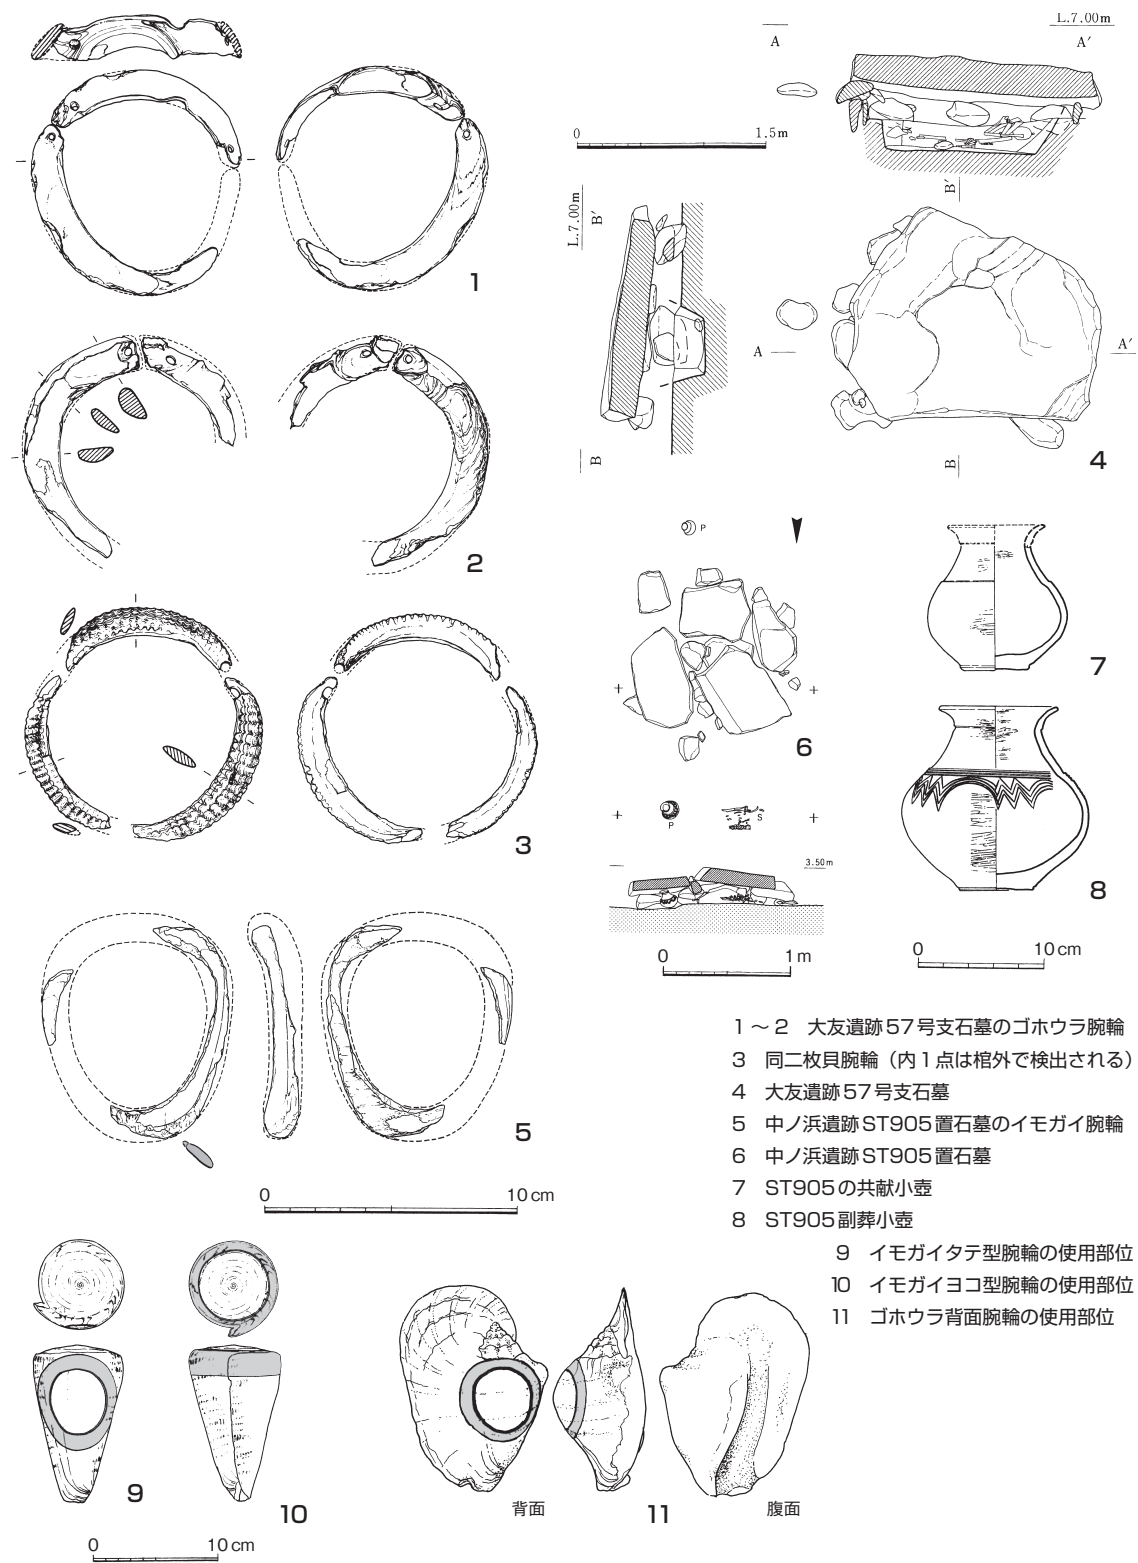 L.7.00m
A
A′
0
1.5m
1
L.7.00m
B′
B′
A
A′
B
B
4
2
P
7
6
3
P
S
3.50m
8
0
1m
0
10cm
5
0
10cm
1～2　大友遺跡57号支石墓のゴホウラ腕輪
3　同二枚貝腕輪（内1点は棺外で検出される）
4　大友遺跡57号支石墓
5　中ノ浜遺跡ST905置石墓のイモガイ腕輪
6　中ノ浜遺跡ST905置石墓
7　ST905の共献小壺
8　ST905副葬小壺
9　イモガイタテ型腕輪の使用部位
10　イモガイヨコ型腕輪の使用部位
11　ゴホウラ背面腕輪の使用部位
9
10
背面
11
腹面
0
10cm